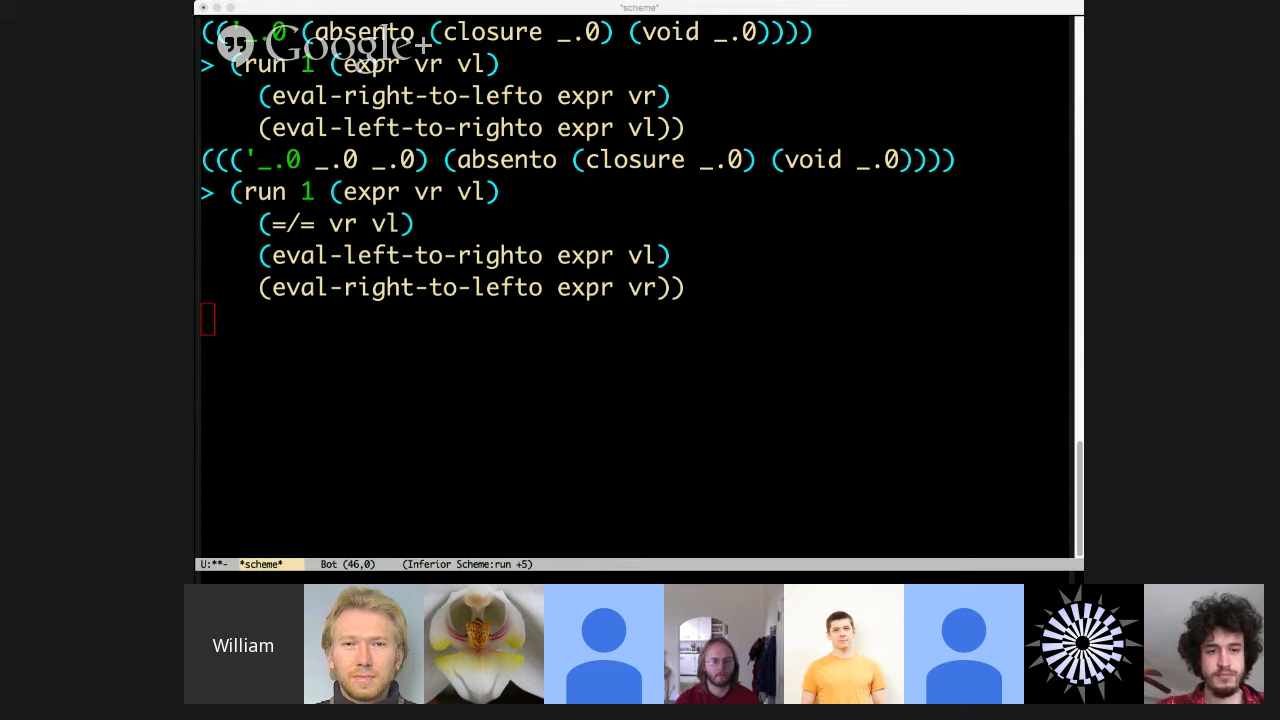 *scheme*
(('_.0 (absento (closure _.0) (void _.0))))
Google+
> (run 1 (expr vr vl)
(eval-right-to-lefto expr vr)
(eval-left-to-righto expr vl))
((('_.0 _.0 _.0) (absento (closure _.0) (void _.0))))
> (run 1 (expr vr vl)
(=/= vr vl)
(eval-left-to-righto expr vl)
(eval-right-to-lefto expr vr))
U:**- *scheme* Bot (46,0) (Inferior Scheme:run +5)
William